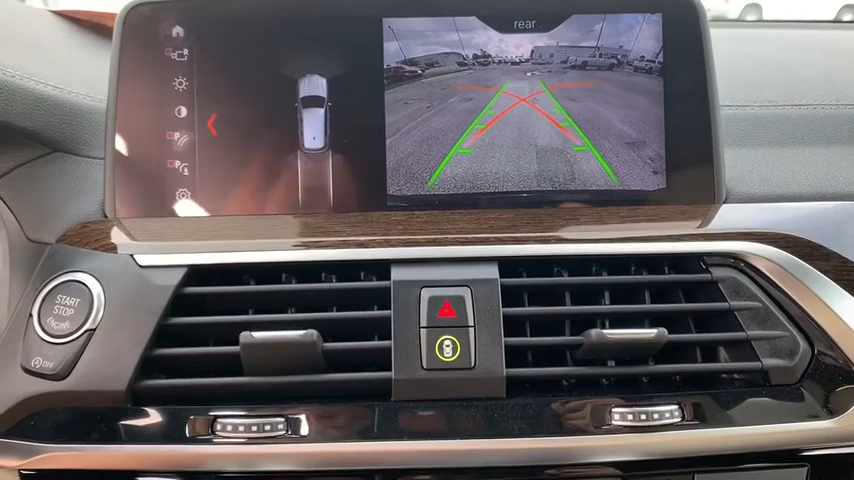 rear
R
P
P
START
STOP
ENGINE
OFF